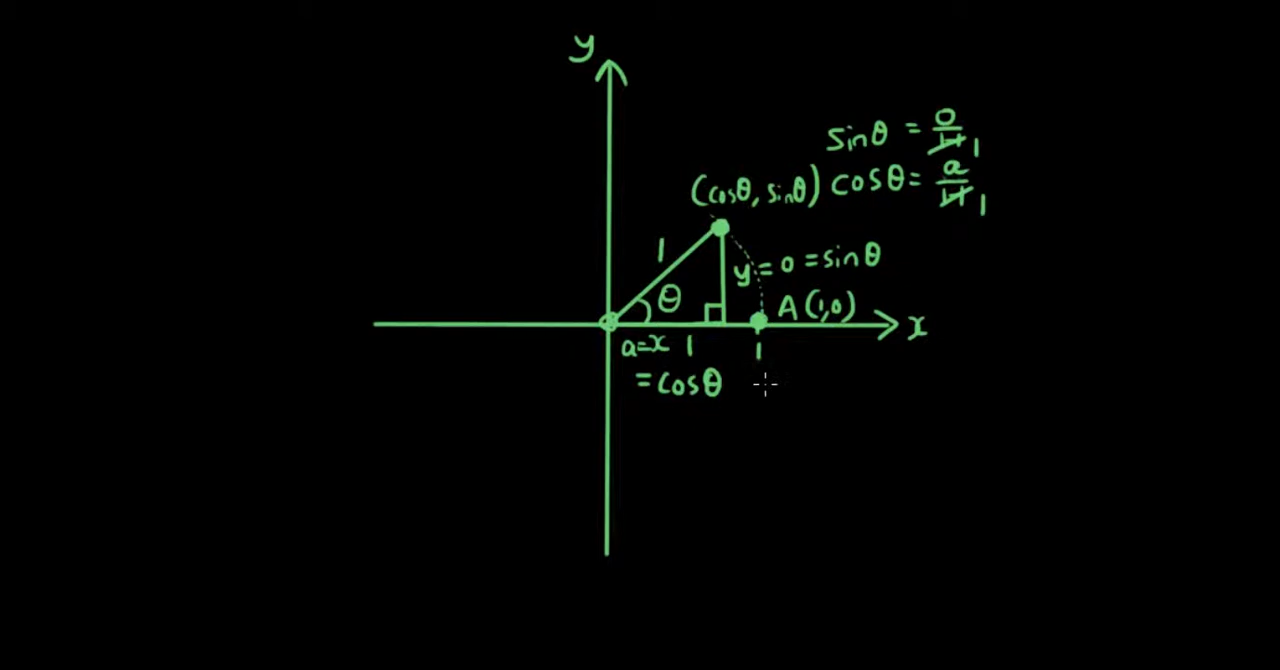 y
sinθ = o/H 1
(cosθ, sinθ) cosθ = a/H 1
1
y = o = sinθ
θ
A (1,0)
x
a=x 1
1
= cosθ